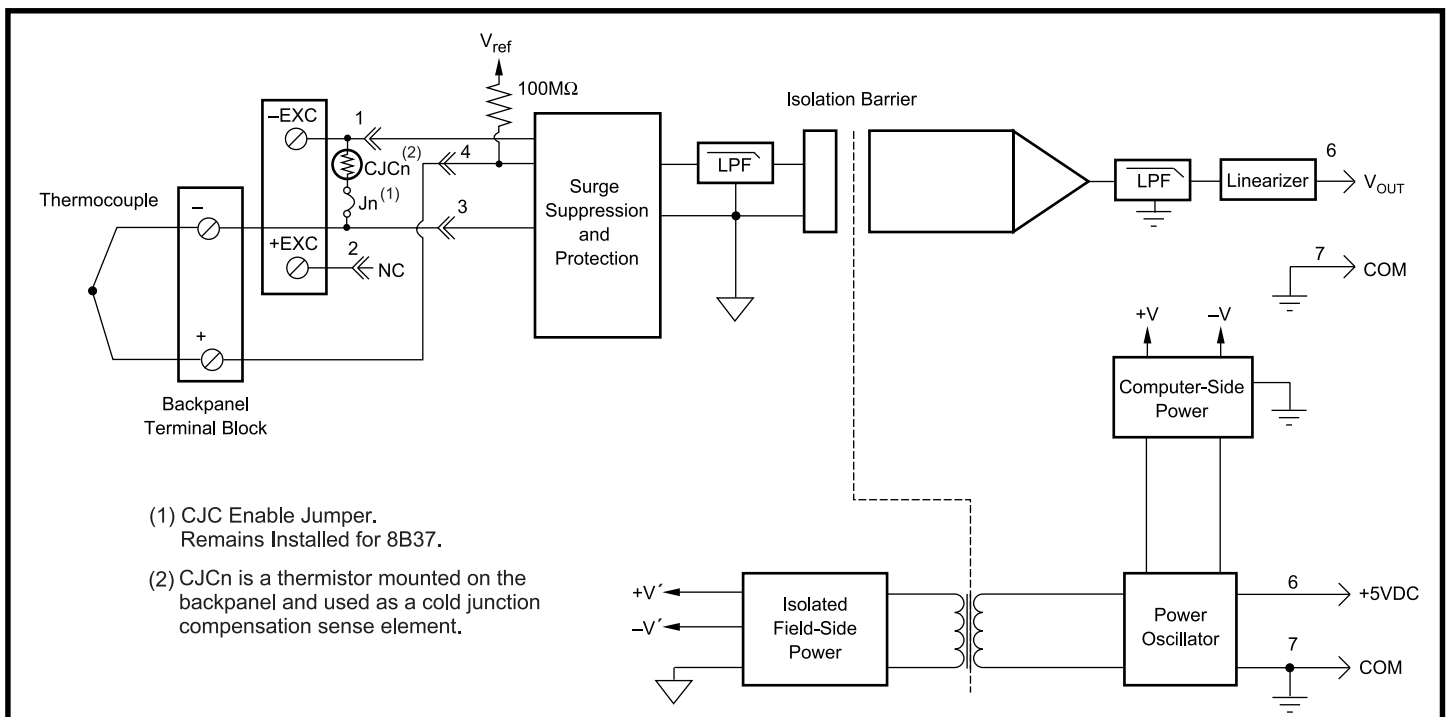 Vref
100MΩ
Isolation Barrier
–EXC
1
CJCn(2)
4
Jn(1)
3
+EXC
2
NC
Thermocouple
–
+
Backpanel
Terminal Block
Surge
Suppression
and
Protection
LPF
LPF
Linearizer
6
VOUT
7
COM
+V
–V
Computer-Side
Power
(1) CJC Enable Jumper.
Remains Installed for 8B37.
(2) CJCn is a thermistor mounted on the
backpanel and used as a cold junction
compensation sense element.
+V´
–V´
Isolated
Field-Side
Power
Power
Oscillator
6
+5VDC
7
COM